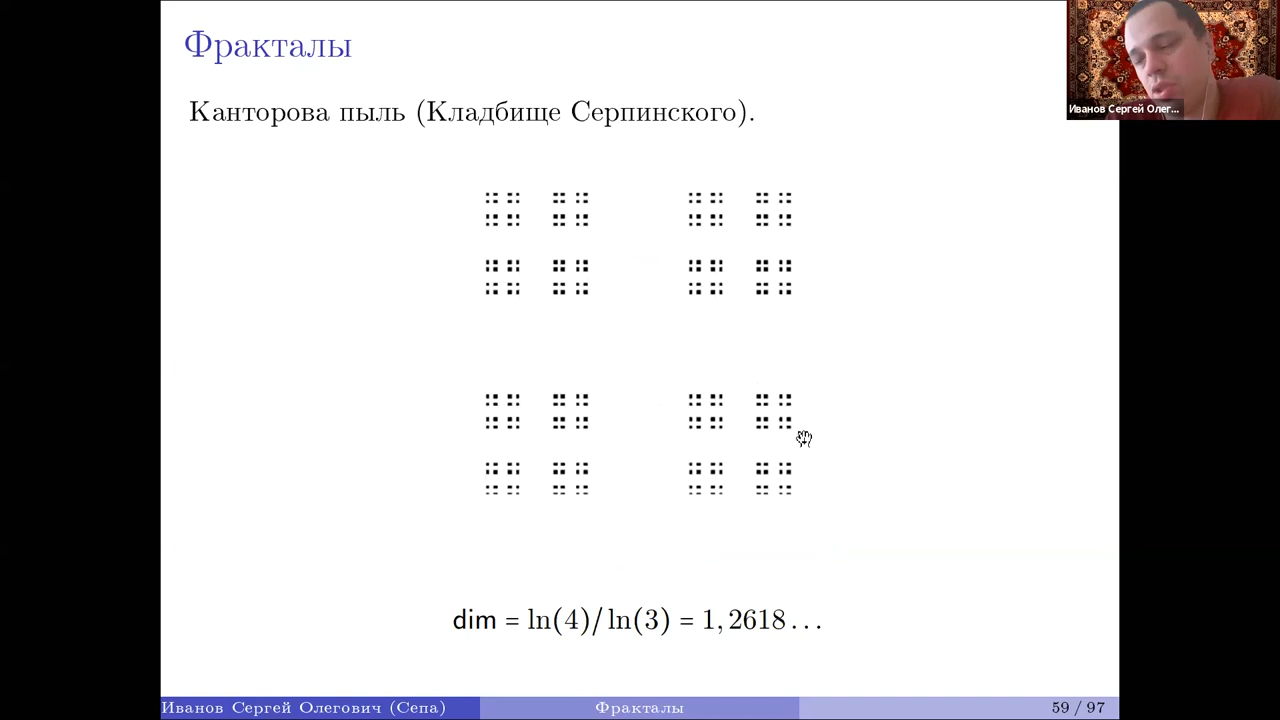 Фракталы
Иванов Сергей Олег...
Канторова пыль (Кладбище Серпинского).
dim = ln(4)/ln(3) = 1, 2618...
Иванов Сергей Олегович (Сепа) Фракталы 59 / 97